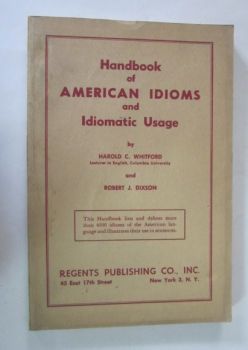 Handbook
of
AMERICAN IDIOMS
and
Idiomatic Usage
by
HAROLD C. WHITFORD
Lecturer in English, Columbia University
and
ROBERT J. DIXSON
This Handbook lists and defines more
than 4500 idioms of the American lan-
guage and illustrates their use in sentences.
REGENTS PUBLISHING CO., INC.
45 East 17th Street New York 3, N. Y.